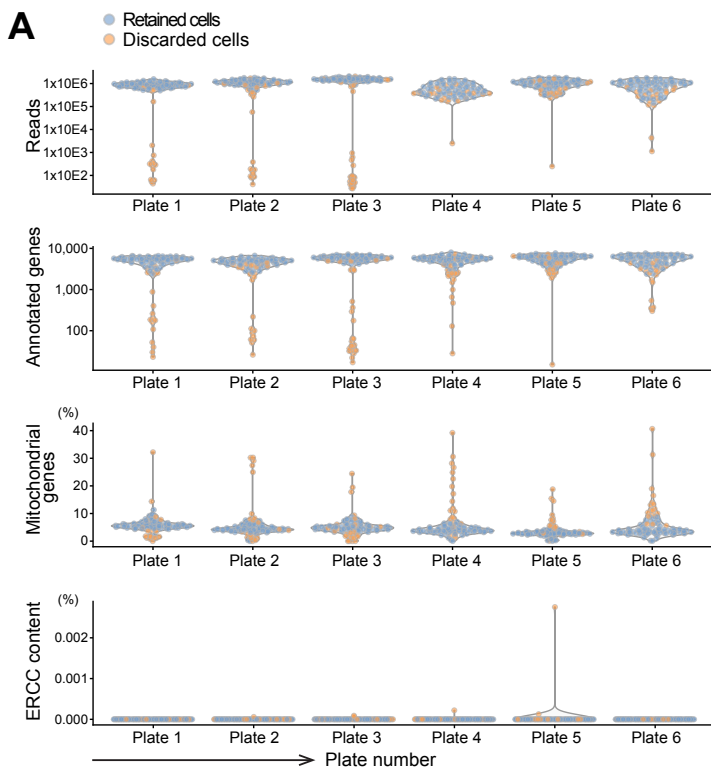 A
Retained cells
Discarded cells
Reads
1x10E6
1x10E5
1x10E4
1x10E3
1x10E2
Plate 1 Plate 2 Plate 3 Plate 4 Plate 5 Plate 6
Annotated genes
10,000
1,000
100
Plate 1 Plate 2 Plate 3 Plate 4 Plate 5 Plate 6
Mitochondrial
genes
(%)
40
30
20
10
0
Plate 1 Plate 2 Plate 3 Plate 4 Plate 5 Plate 6
ERCC content
(%)
0.002
0.001
0.000
Plate 1 Plate 2 Plate 3 Plate 4 Plate 5 Plate 6
Plate number